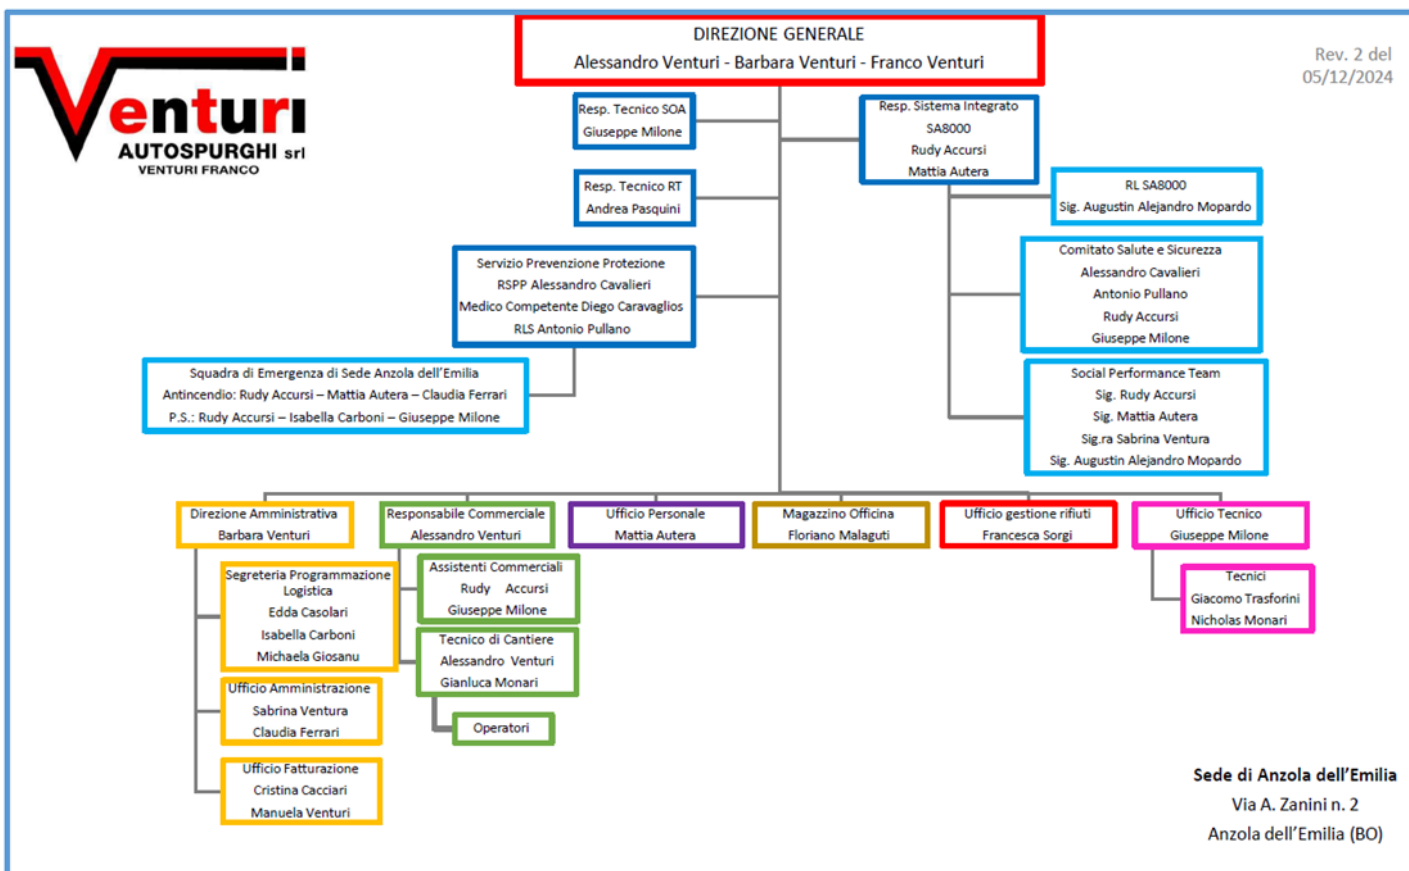 DIREZIONE GENERALE
Alessandro Venturi - Barbara Venturi - Franco Venturi
Rev. 2 del
05/12/2024
Venturi
AUTOSPURGHI srl
VENTURI FRANCO
Resp. Tecnico SOA
Giuseppe Milone
Resp. Sistema Integrato
SA8000
Rudy Accursi
Mattia Autera
Resp. Tecnico RT
Andrea Pasquini
RL SA8000
Sig. Augustin Alejandro Mopardo
Servizio Prevenzione Protezione
RSPP Alessandro Cavalieri
Medico Competente Diego Caravaglios
RLS Antonio Pullano
Comitato Salute e Sicurezza
Alessandro Cavalieri
Antonio Pullano
Rudy Accursi
Giuseppe Milone
Squadra di Emergenza di Sede Anzola dell'Emilia
Antincendio: Rudy Accursi – Mattia Autera – Claudia Ferrari
P.S.: Rudy Accursi – Isabella Carboni – Giuseppe Milone
Social Performance Team
Sig. Rudy Accursi
Sig. Mattia Autera
Sig.ra Sabrina Ventura
Sig. Augustin Alejandro Mopardo
Direzione Amministrativa
Barbara Venturi
Responsabile Commerciale
Alessandro Venturi
Ufficio Personale
Mattia Autera
Magazzino Officina
Floriano Malaguti
Ufficio gestione rifiuti
Francesca Sorgi
Ufficio Tecnico
Giuseppe Milone
Segreteria Programmazione
Logistica
Edda Casolari
Isabella Carboni
Michaela Giosanu
Assistenti Commerciali
Rudy Accursi
Giuseppe Milone
Tecnici
Giacomo Trasforini
Nicholas Monari
Tecnico di Cantiere
Alessandro Venturi
Gianluca Monari
Ufficio Amministrazione
Sabrina Ventura
Claudia Ferrari
Operatori
Ufficio Fatturazione
Cristina Cacciari
Manuela Venturi
Sede di Anzola dell'Emilia
Via A. Zanini n. 2
Anzola dell'Emilia (BO)